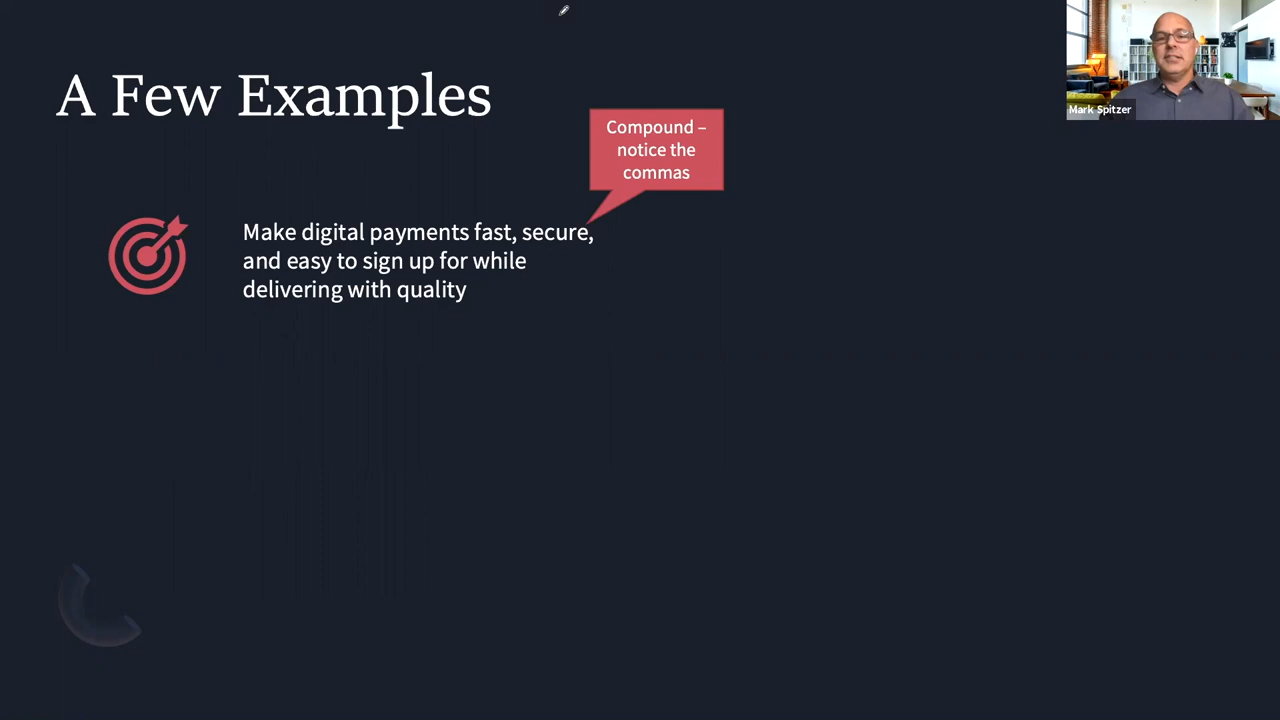 A Few Examples
Compound –
notice the
commas
Make digital payments fast, secure,
and easy to sign up for while
delivering with quality
Mark Spitzer